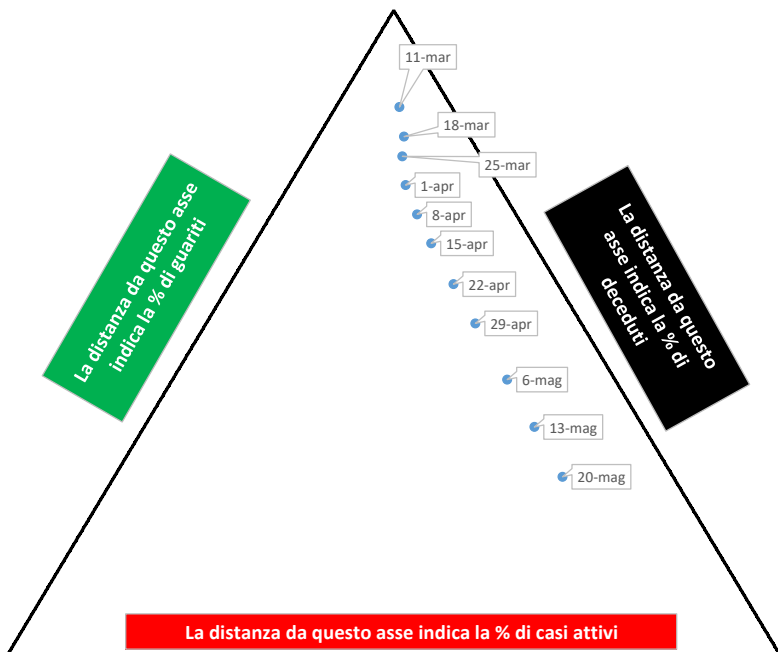 11-mar
18-mar
25-mar
1-apr
8-apr
15-apr
22-apr
29-apr
6-mag
13-mag
20-mag
La distanza da questo asse
indica la % di guariti
La distanza da questo
asse indica la % di
deceduti
La distanza da questo asse indica la % di casi attivi